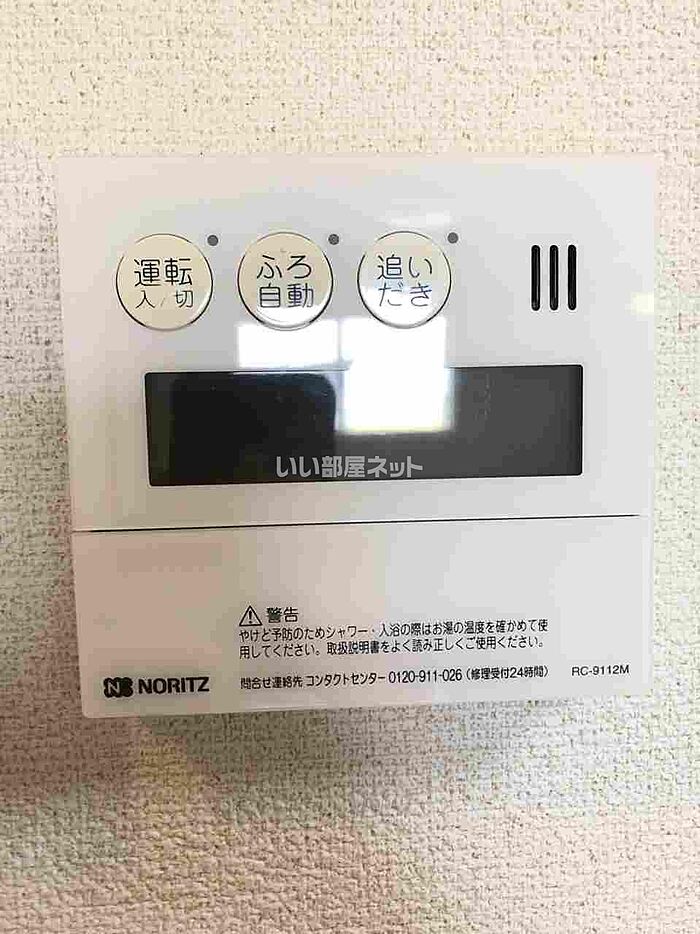 運転
入/切
ふろ
自動
追い
だき
いい部屋ネット
警告
やけど予防のためシャワー・入浴の際はお湯の温度を確かめて使
用してください。取扱説明書をよく読み正しくご使用ください。
NORITZ
問合せ連絡先 コンタクトセンター 0120-911-026（修理受付24時間）
RC-9112M